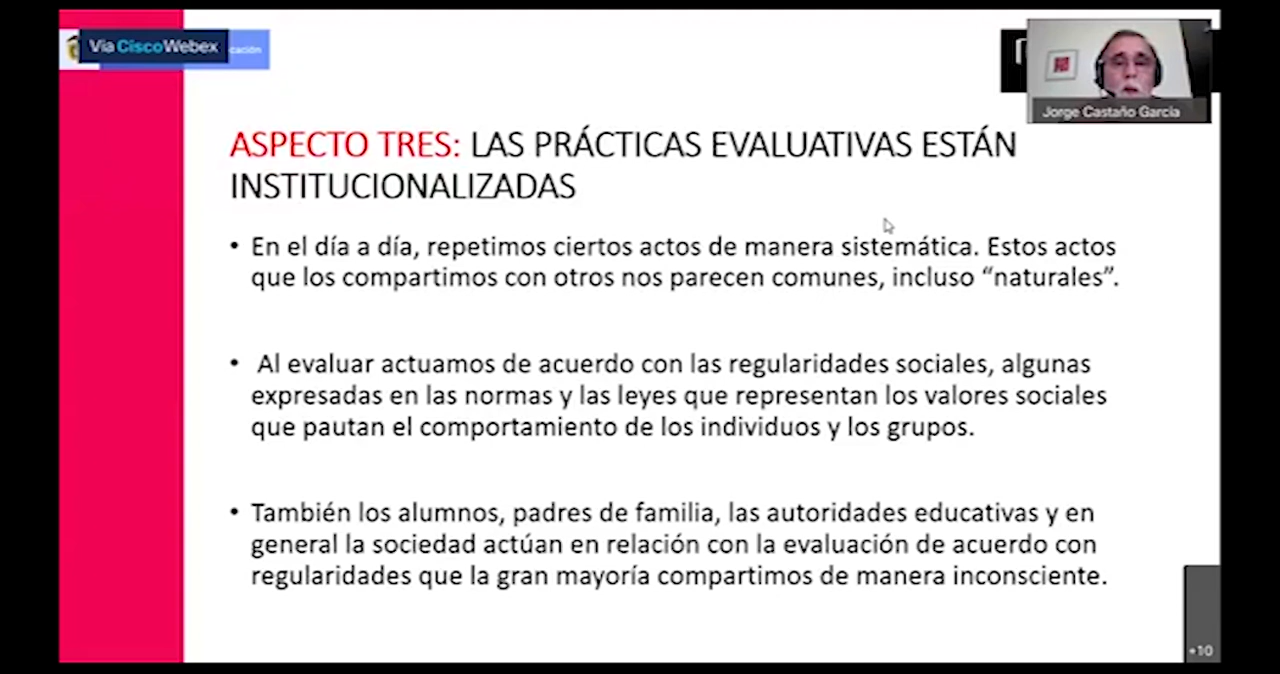 Vía CiscoWebex
cación
Jorge Castaño García
ASPECTO TRES: LAS PRÁCTICAS EVALUATIVAS ESTÁN
INSTITUCIONALIZADAS
• En el día a día, repetimos ciertos actos de manera sistemática. Estos actos
que los compartimos con otros nos parecen comunes, incluso “naturales”.
• Al evaluar actuamos de acuerdo con las regularidades sociales, algunas
expresadas en las normas y las leyes que representan los valores sociales
que pautan el comportamiento de los individuos y los grupos.
• También los alumnos, padres de familia, las autoridades educativas y en
general la sociedad actúan en relación con la evaluación de acuerdo con
regularidades que la gran mayoría compartimos de manera inconsciente.
+10